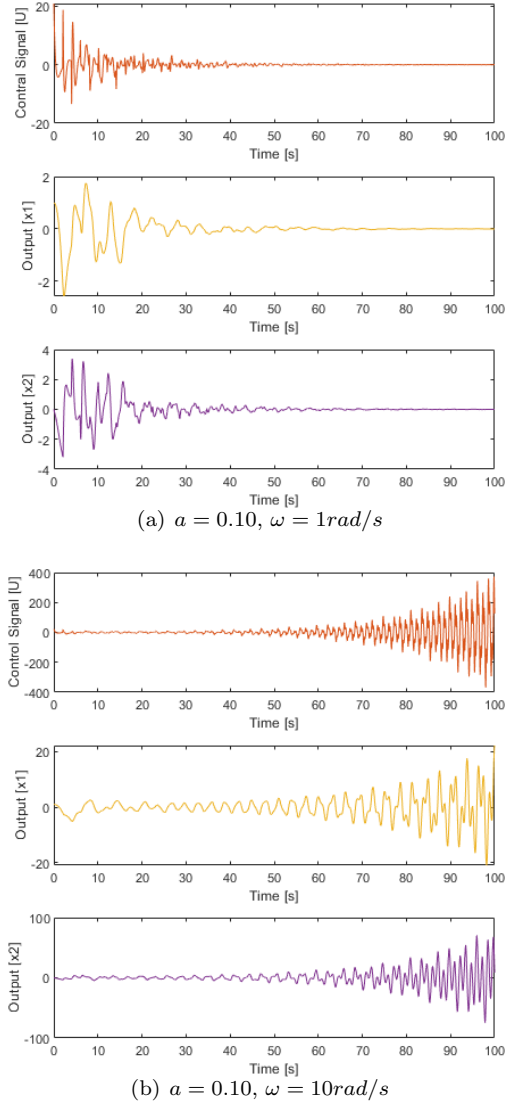 20
0
-20
Contral Signal [U]
0 10 20 30 40 50 60 70 80 90 100
Time [s]
2
0
-2
Output [x1]
0 10 20 30 40 50 60 70 80 90 100
Time [s]
4
2
0
-2
-4
Output [x2]
0 10 20 30 40 50 60 70 80 90 100
Time [s]
(a) a = 0.10, ω = 1rad/s
400
200
0
-200
-400
Control Signal [U]
0 10 20 30 40 50 60 70 80 90 100
Time [s]
20
0
-20
Output [x1]
0 10 20 30 40 50 60 70 80 90 100
Time [s]
100
0
-100
Output [x2]
0 10 20 30 40 50 60 70 80 90 100
Time [s]
(b) a = 0.10, ω = 10rad/s